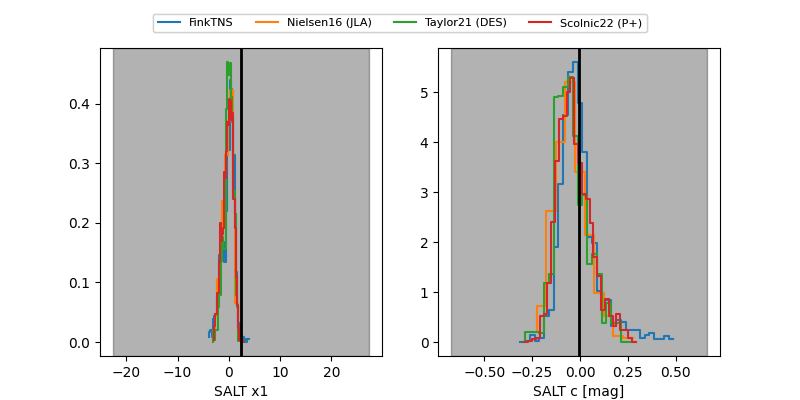 FinkTNS Nielsen16 (JLA) Taylor21 (DES) Scolnic22 (P+)
0.4
0.3
0.2
0.1
0.0
−20 −10 0 10 20
SALT x1
5
4
3
2
1
0
−0.50 −0.25 0.00 0.25 0.50
SALT c [mag]